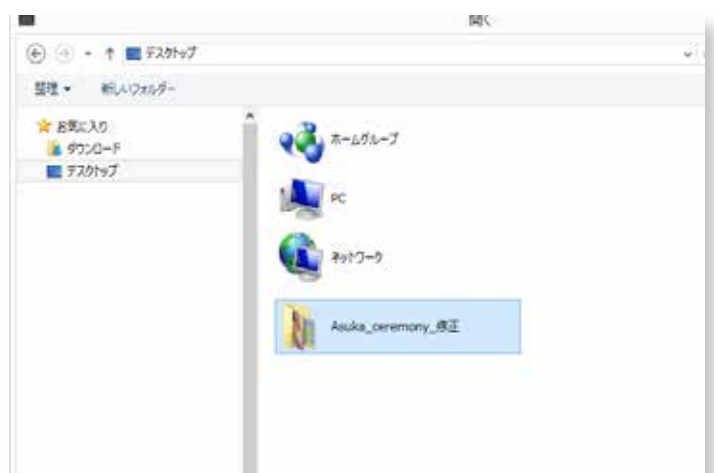 開く
デスクトップ
整理
新しいフォルダー
お気に入り
ダウンロード
デスクトップ
ホームグループ
PC
ネットワーク
Asuka_ceremony_修正